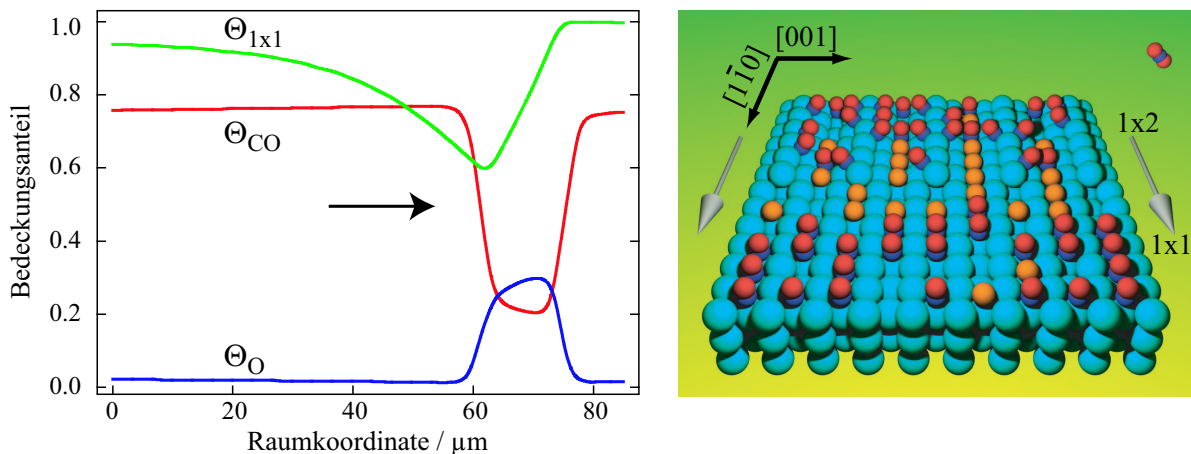 1.0
0.8
0.6
0.4
0.2
0.0
Bedeckungsanteil
Θ1x1
ΘCO
ΘO
0
20
40
60
80
Raumkoordinate / µm
[001]
[11̄0]
1x2
1x1